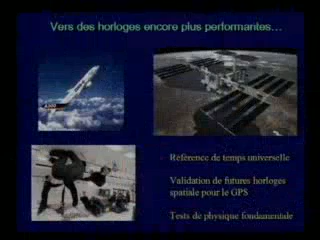 Vers des horloges encore plus performantes...
Référence de temps universelle
Validation de futures horloges
spatiale pour le GPS
Tests de physique fondamentale